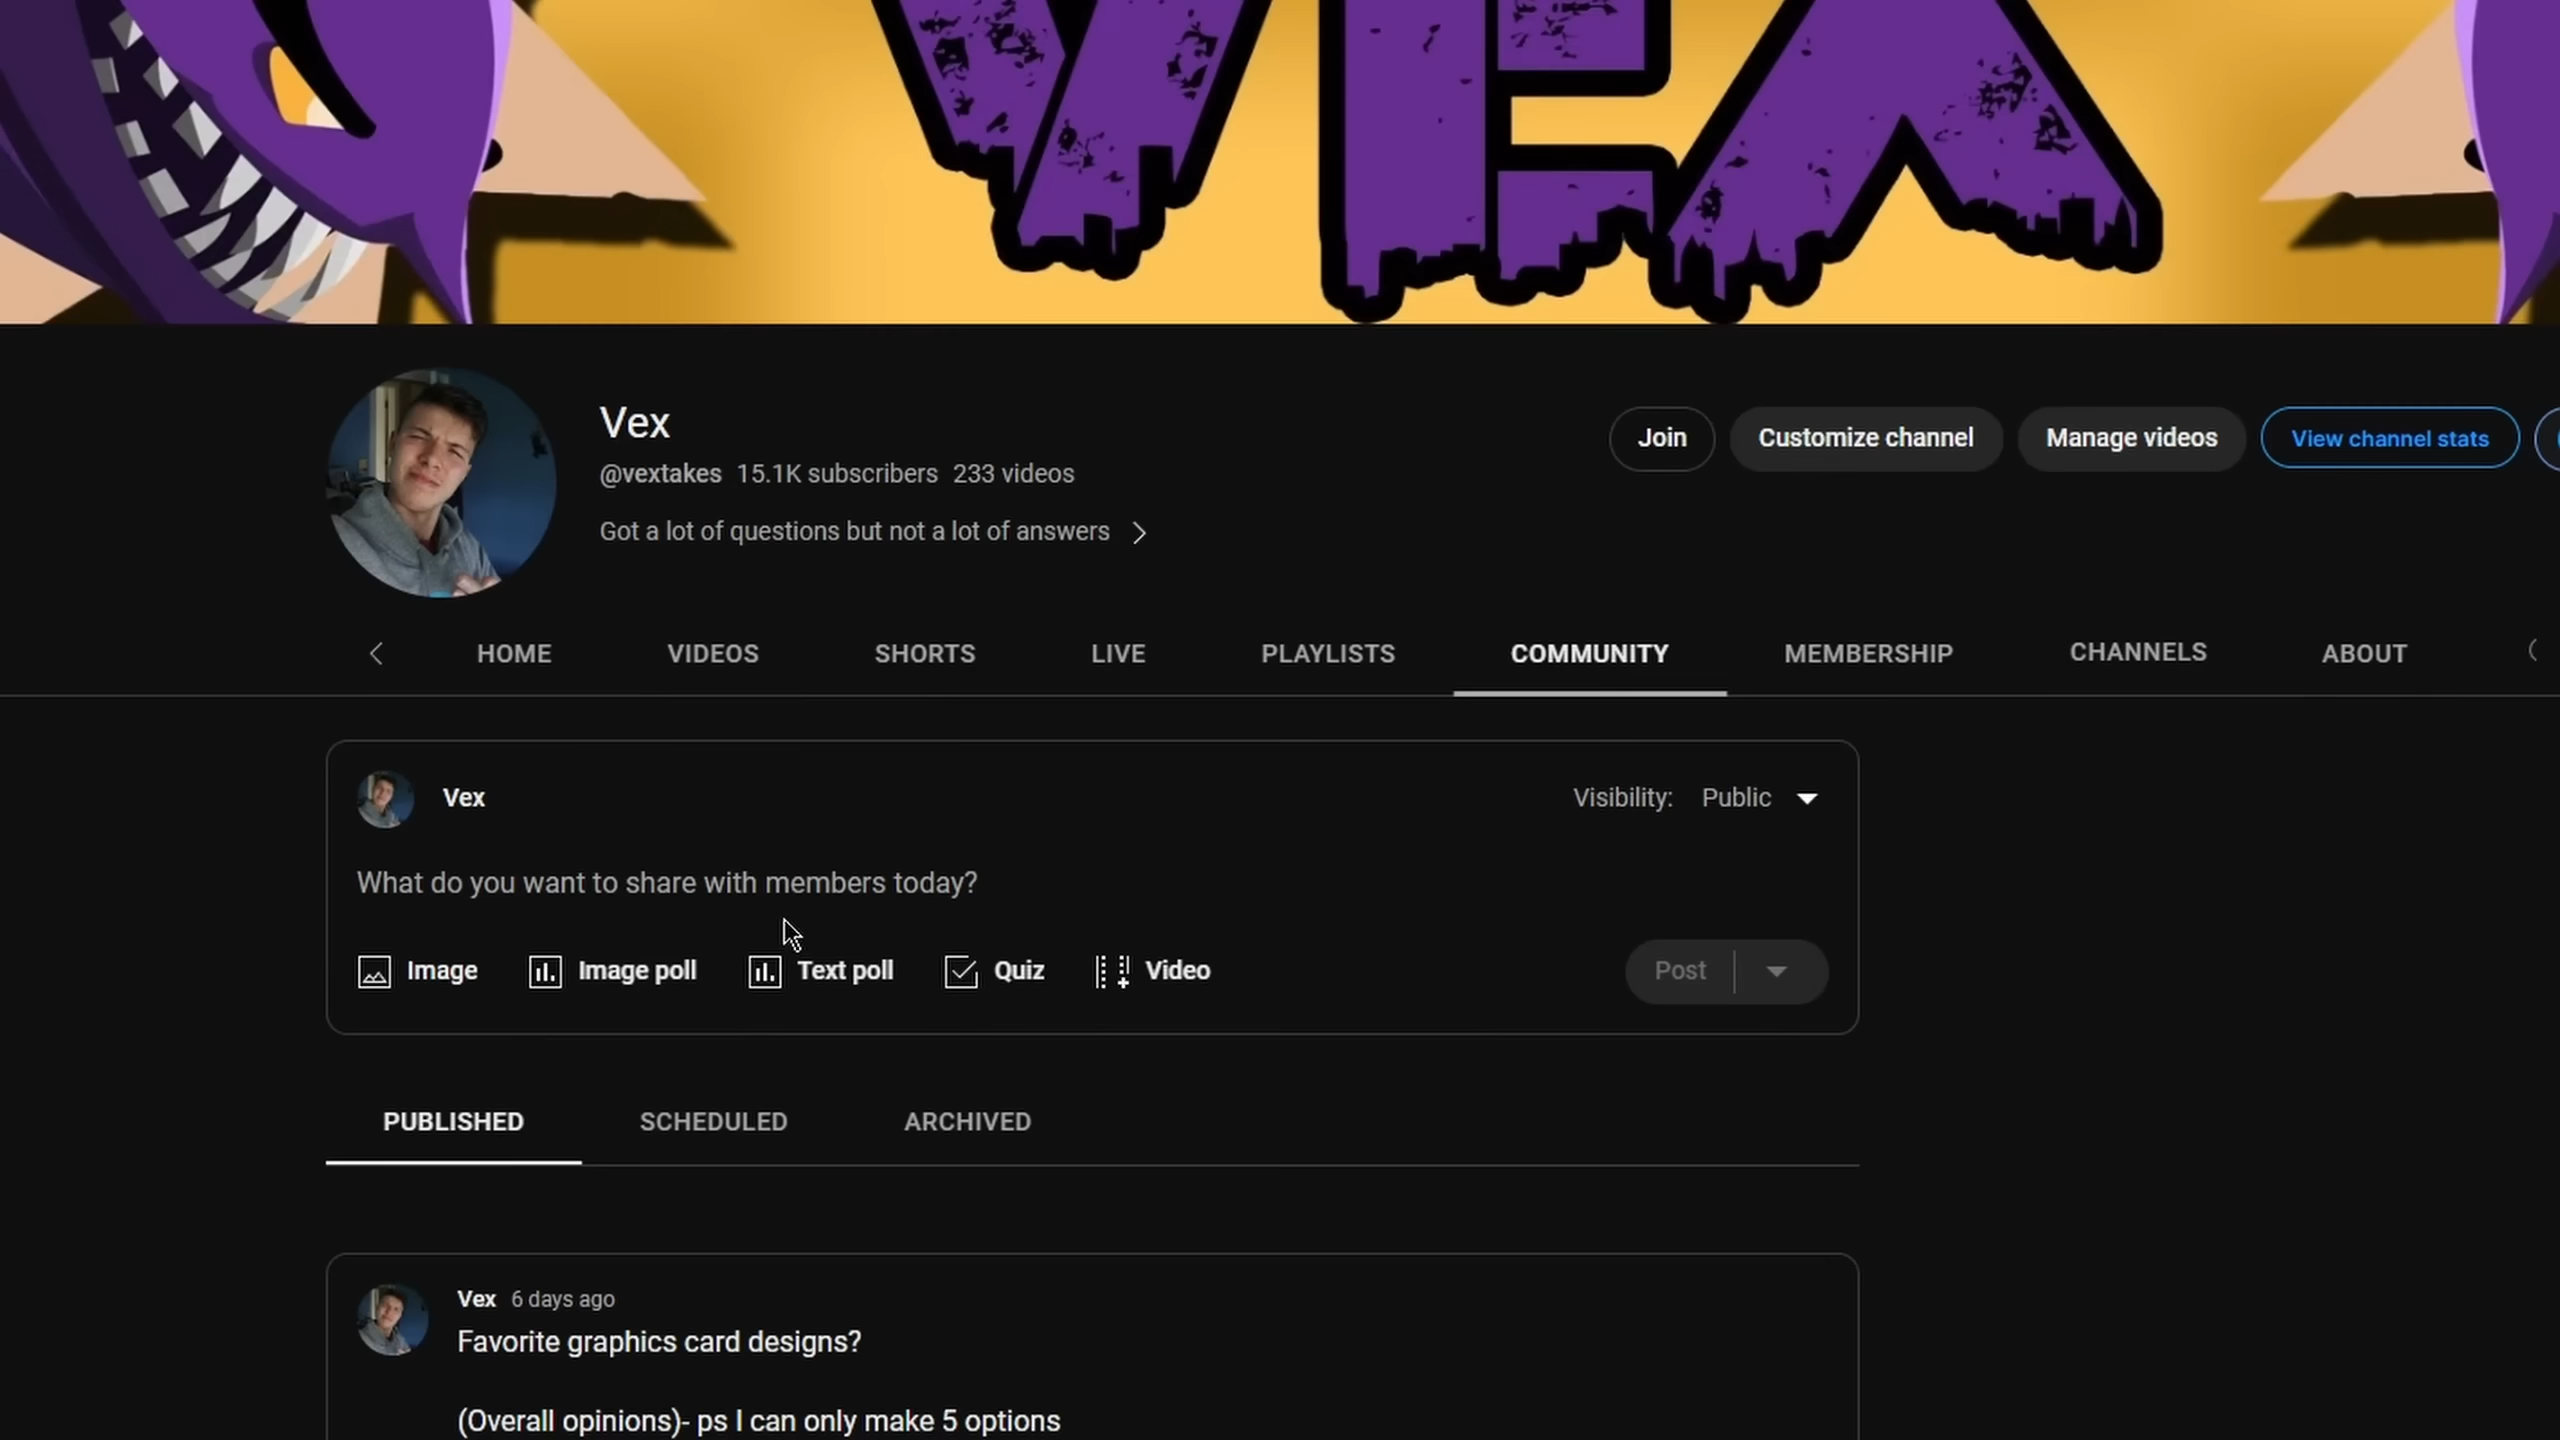 VEX
Vex
@vextakes 15.1K subscribers 233 videos
Got a lot of questions but not a lot of answers
Join
Customize channel
Manage videos
View channel stats
HOME
VIDEOS
SHORTS
LIVE
PLAYLISTS
COMMUNITY
MEMBERSHIP
CHANNELS
ABOUT
Vex
Visibility: Public
What do you want to share with members today?
Image
Image poll
Text poll
Quiz
Video
Post
PUBLISHED
SCHEDULED
ARCHIVED
Vex 6 days ago
Favorite graphics card designs?
(Overall opinions)- ps I can only make 5 options